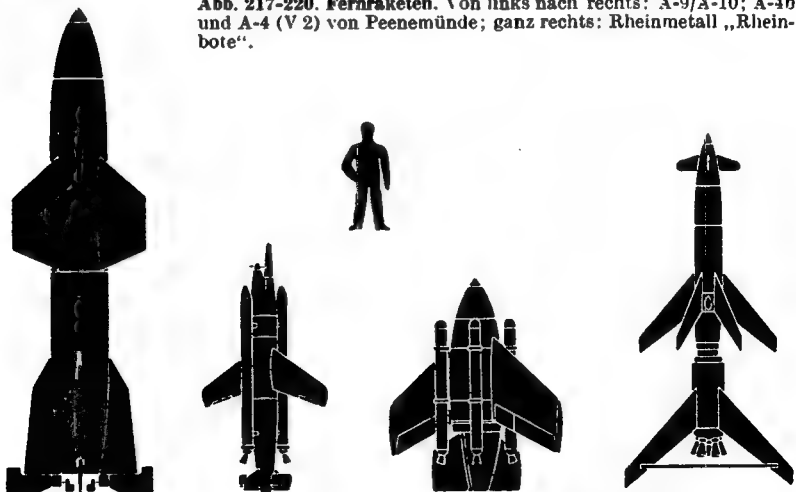 Abb. 217-220. Fernraketen. Von links nach rechts: A-9/A-10; A-4b
und A-4 (V 2) von Peenemünde; ganz rechts: Rheinmetall „Rhein-
bote“.